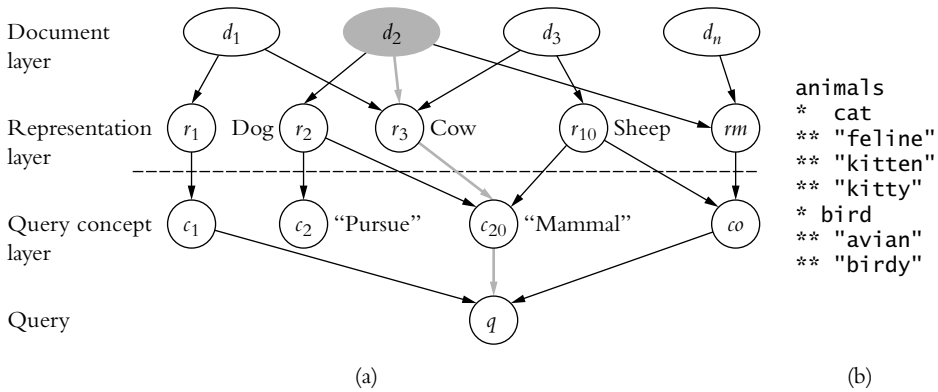 Document
layer
d1
d2
d3
dn
Representation
layer
r1
Dog
r2
r3
Cow
r10
Sheep
rm
Query concept
layer
c1
c2
“Pursue”
c20
“Mammal”
co
Query
q
(a)
animals
* cat
** "feline"
** "kitten"
** "kitty"
* bird
** "avian"
** "birdy"
(b)